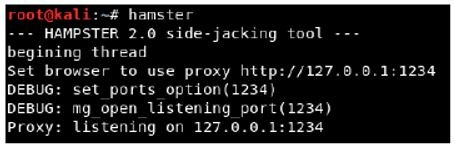 root@kali:~# hamster
--- HAMPSTER 2.0 side-jacking tool ---
begining thread
Set browser to use proxy http://127.0.0.1:1234
DEBUG: set_ports_option(1234)
DEBUG: mg_open_listening_port(1234)
Proxy: listening on 127.0.0.1:1234